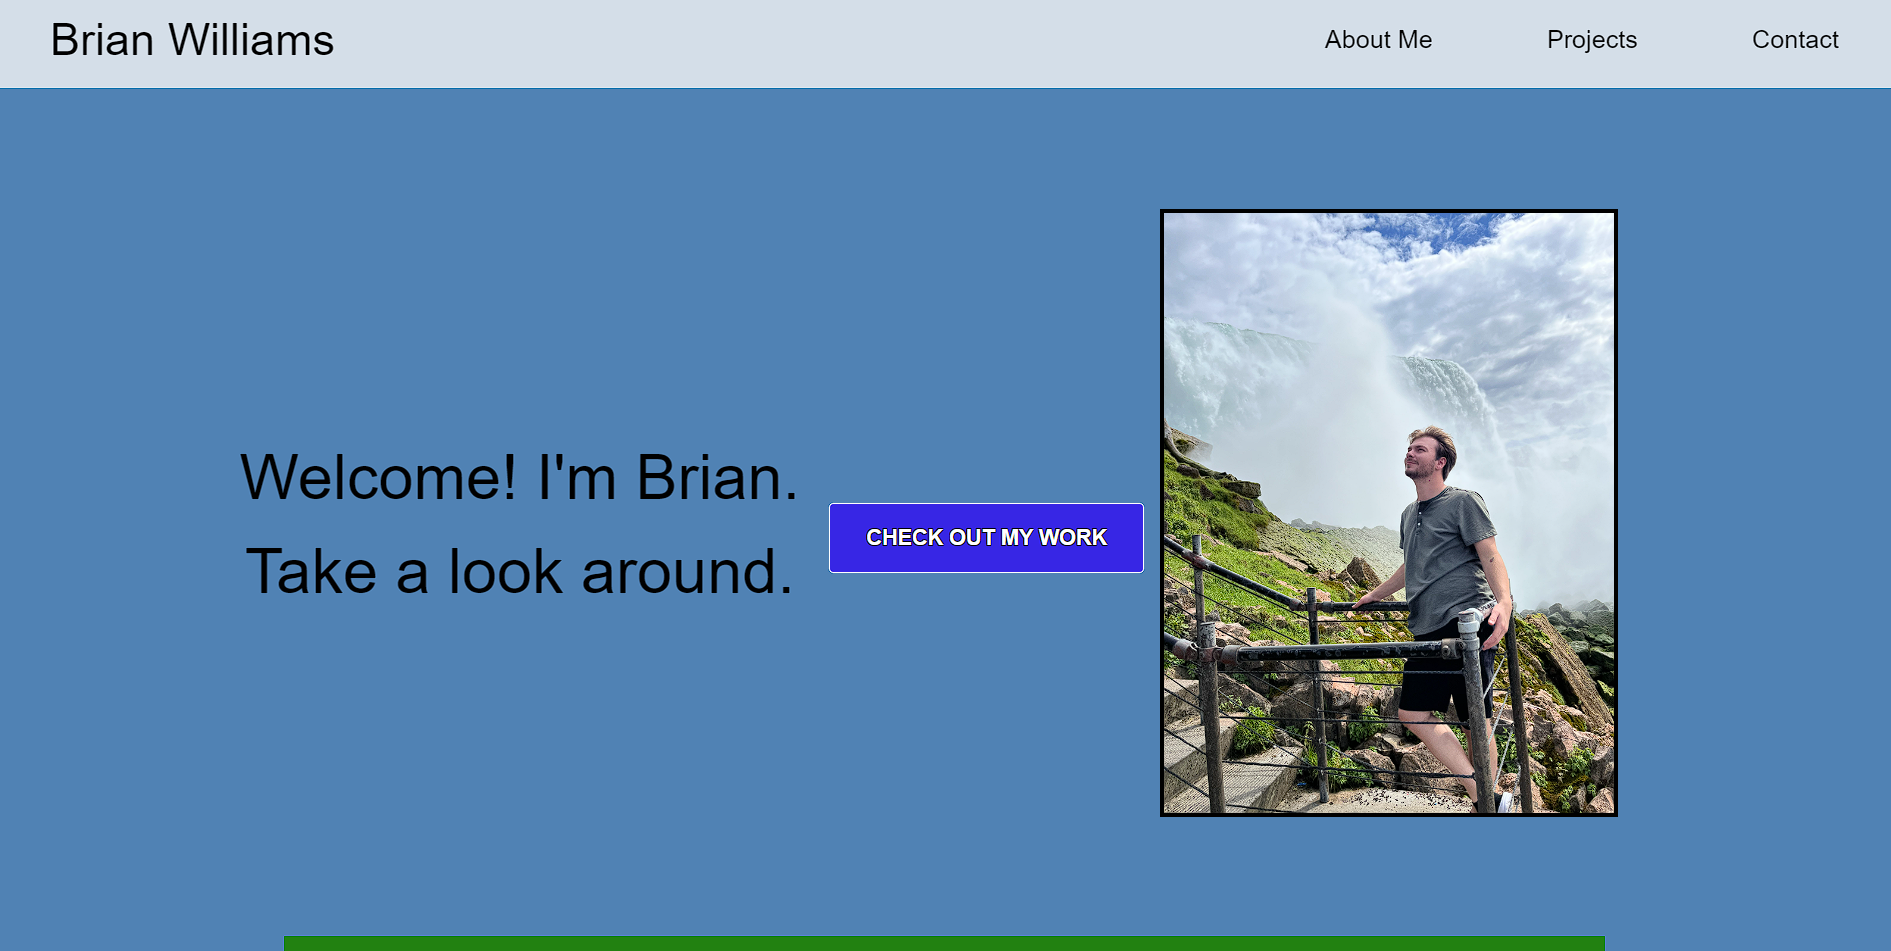 Brian Williams
About Me
Projects
Contact
Welcome! I'm Brian.
Take a look around.
CHECK OUT MY WORK